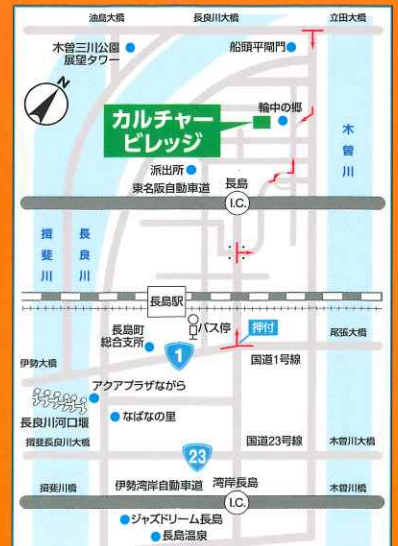 油島大橋
長良川大橋
立田大橋
木曽三川公園
展望タワー
船頭平閘門
N
カルチャー
ビレッジ
輪中の郷
木曽川
派出所
東名阪自動車道
長島
I.C.
揖斐川
長良川
長島駅
バス停
長島町
総合支所
押付
尾張大橋
1
国道1号線
伊勢大橋
アクアプラザながら
長良川河口堰
なばなの里
揖斐長良川大橋
国道23号線
木曽川大橋
23
揖斐川橋
伊勢湾岸自動車道
湾岸長島
木曽川橋
I.C.
ジャズドリーム長島
長島温泉